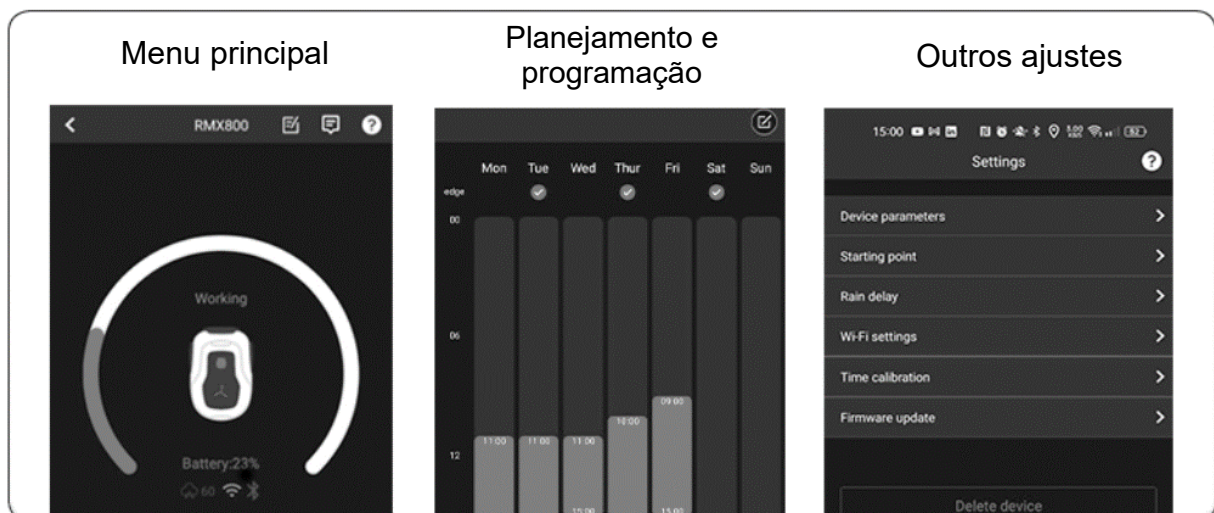 Menu principal
Planejamento e
programação
Outros ajustes
RMX800
Working
Battery:23%
60
Mon Tue Wed Thur Fri Sat Sun
edge
00
06
09:00
10:00
11:00 11:00 11:00
12
15:00 15:00
15:00
52
Settings
Device parameters
Starting point
Rain delay
Wi-Fi settings
Time calibration
Firmware update
Delete device